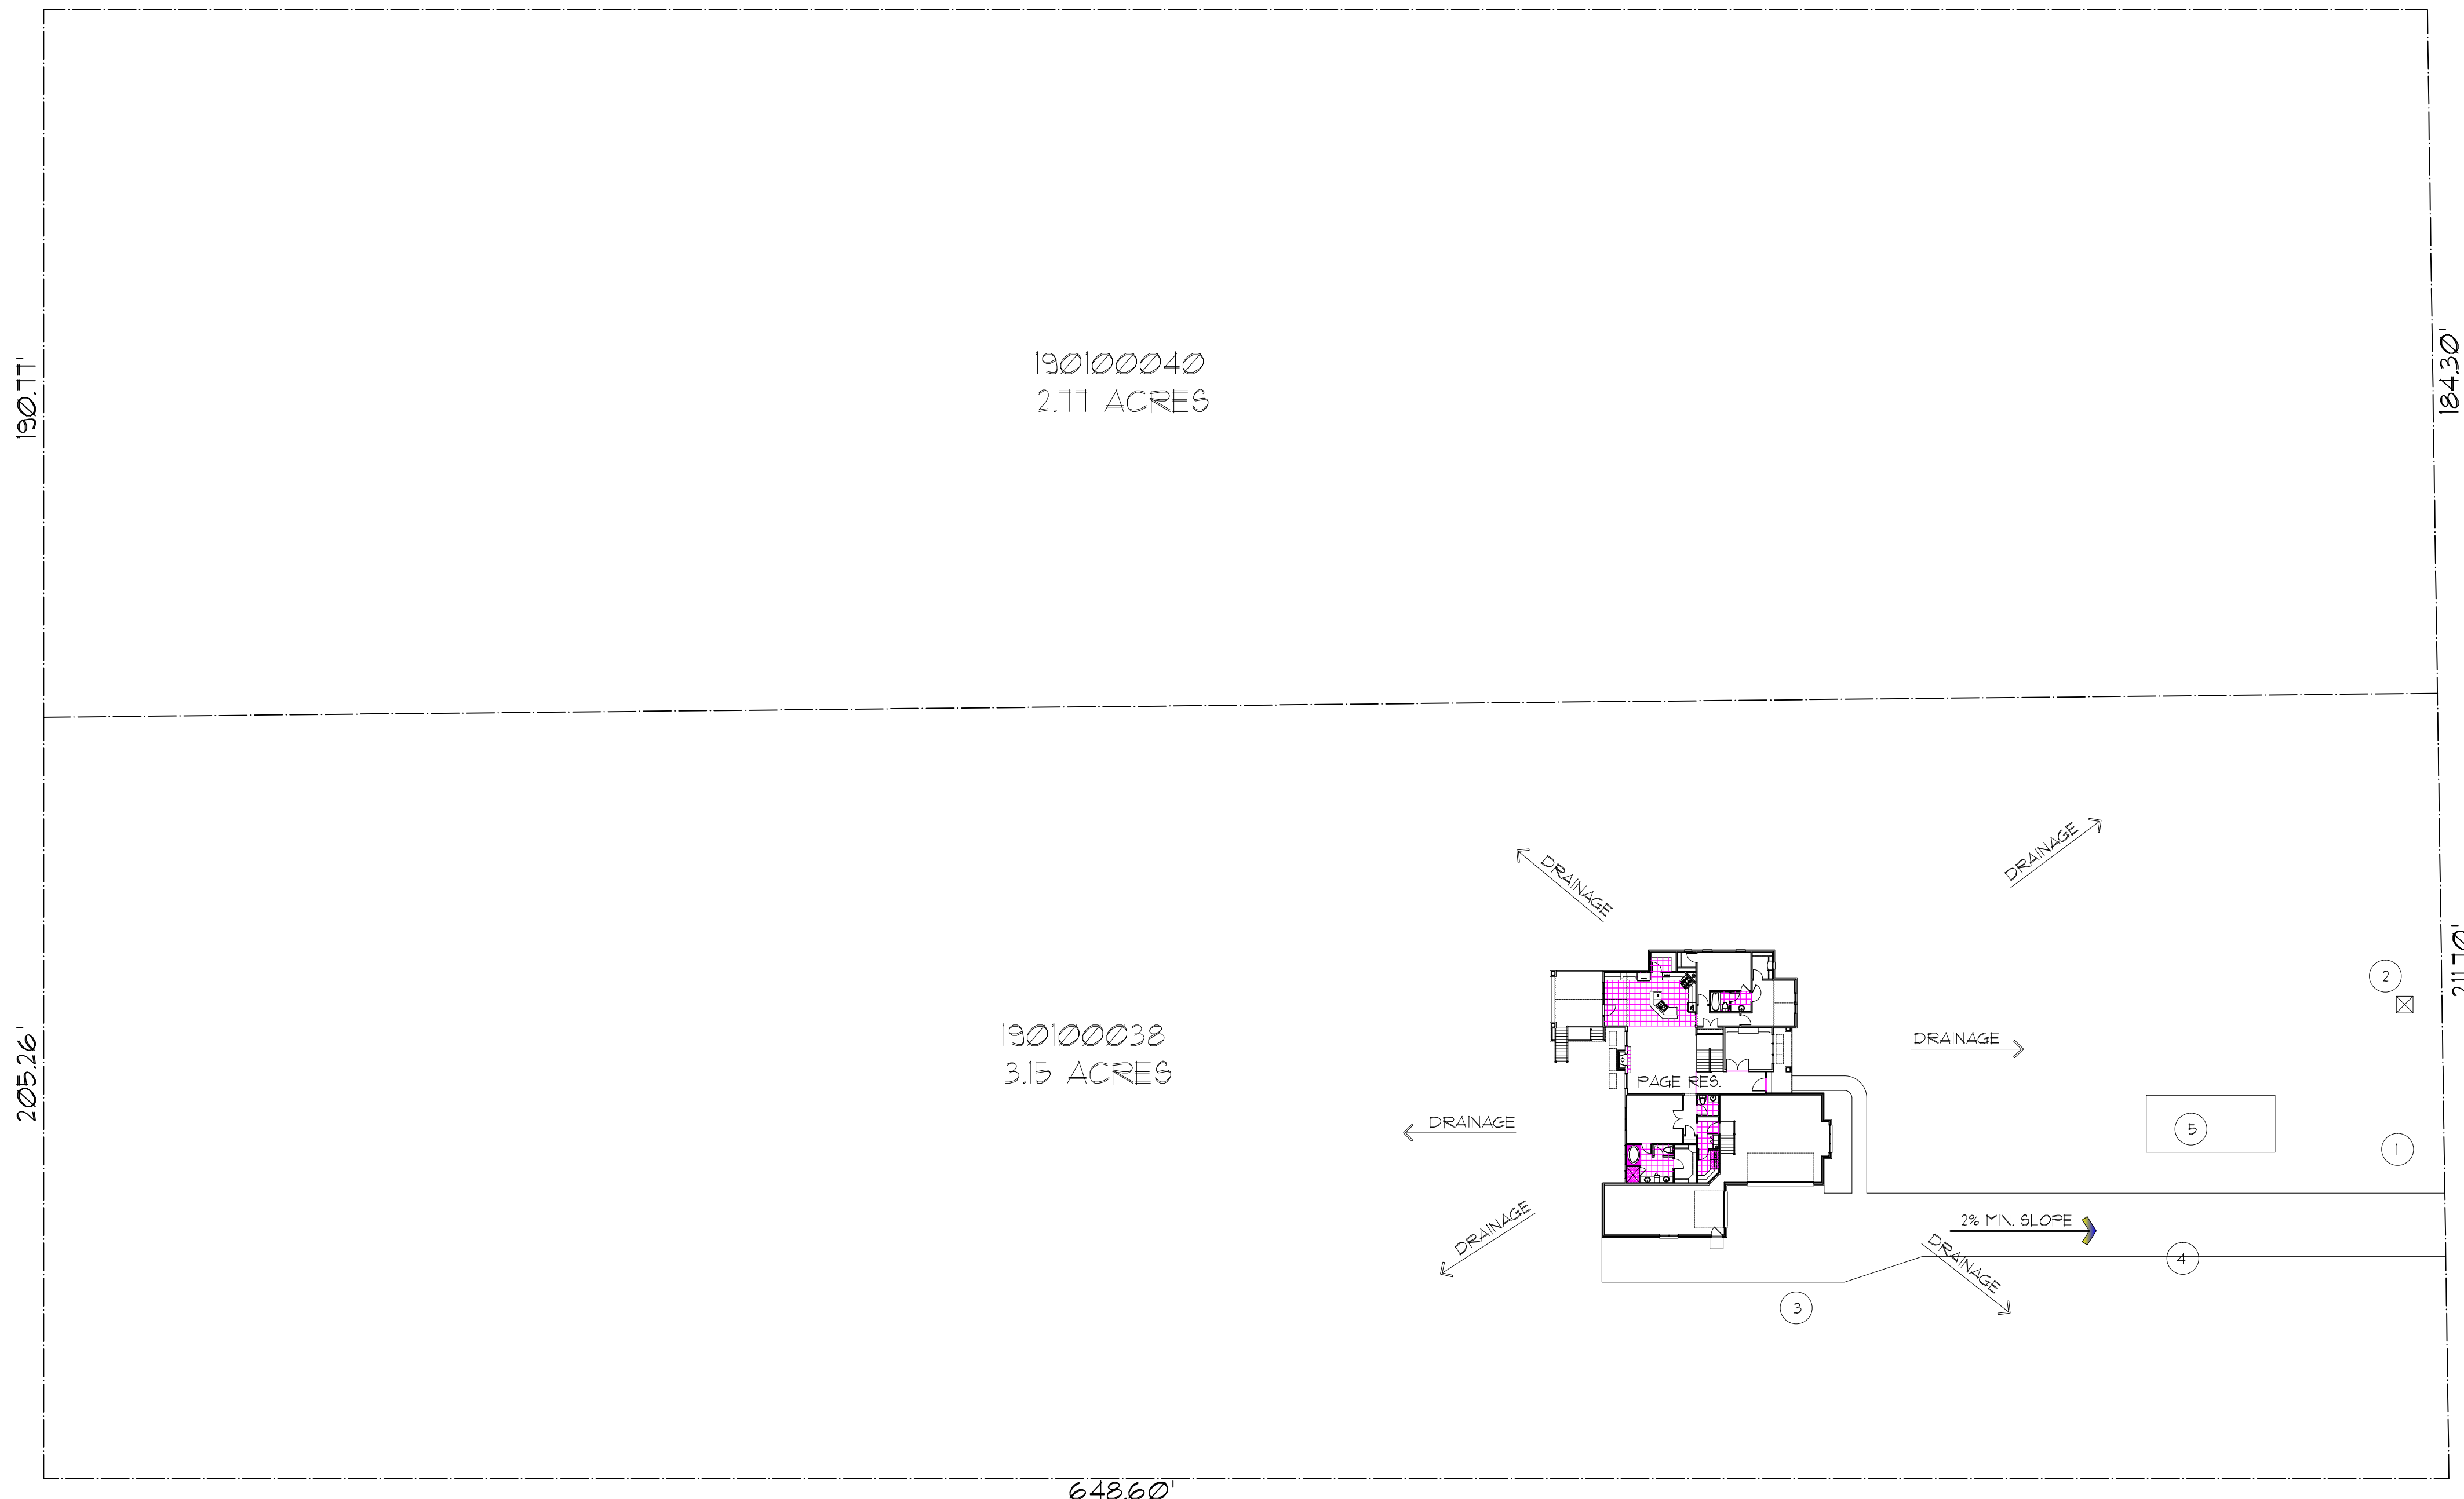 190.77'
184.30'
190100040
2.77 ACRES
DRAINAGE
DRAINAGE
211.70'
2
205.26'
190100038
3.15 ACRES
DRAINAGE
PAGE RES.
DRAINAGE
5
1
DRAINAGE
2% MIN. SLOPE
DRAINAGE
4
3
648.60'